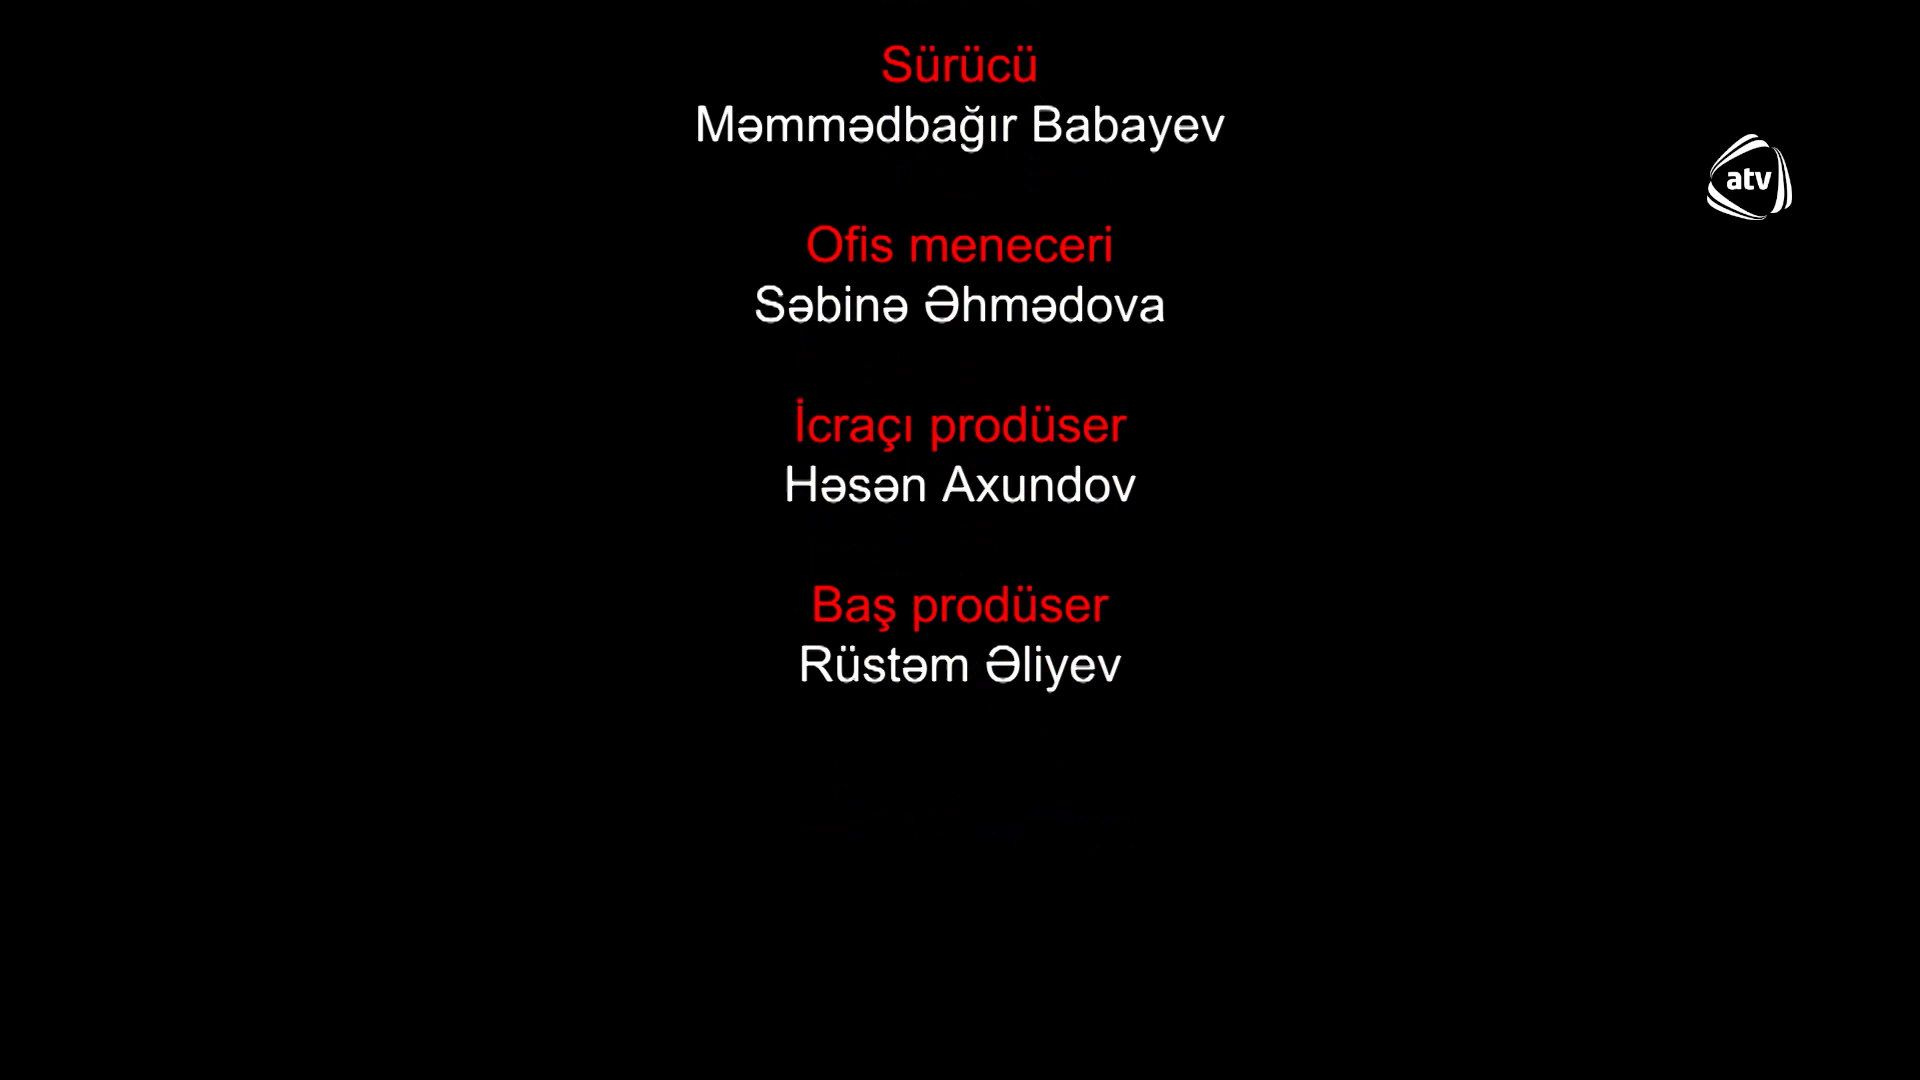 Sürücü
Məmmədbağır Babayev
atv
Ofis meneceri
Səbinə Əhmədova
İcraçı prodüser
Həsən Axundov
Baş prodüser
Rüstəm Əliyev